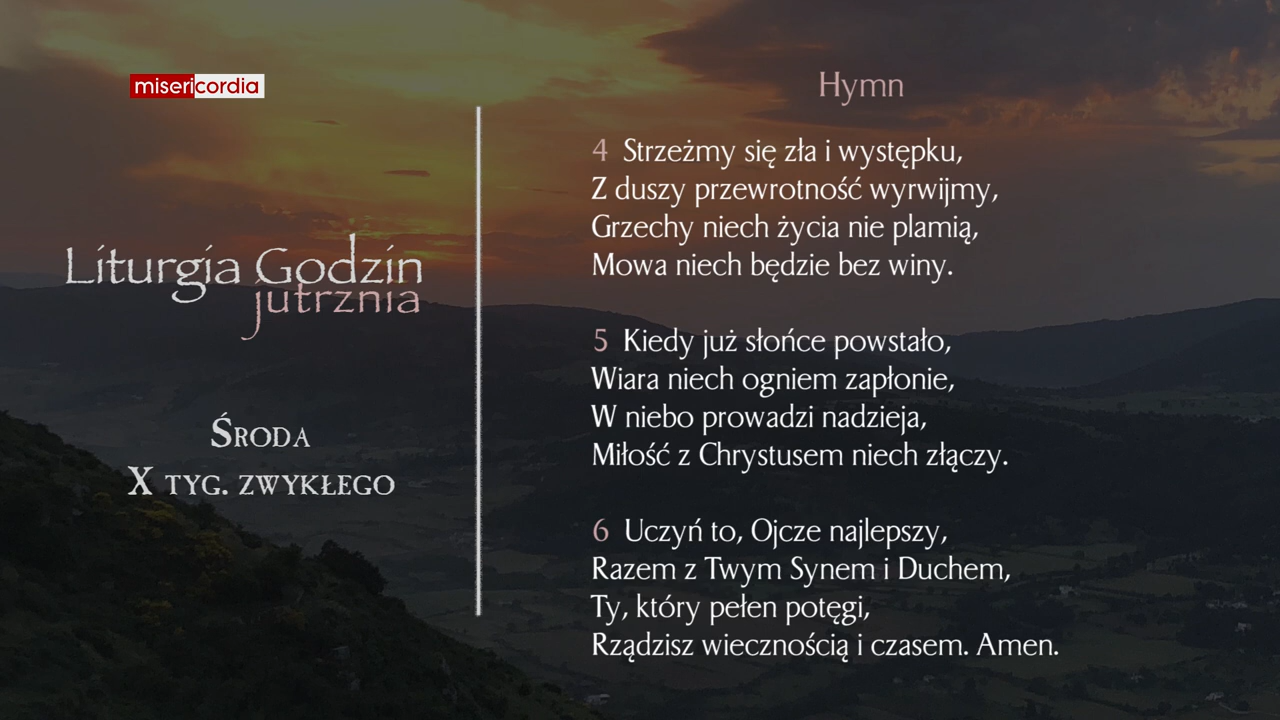 misericordia
Liturgia Godzin
jutrznia
Środa
X tyg. zwykłego
Hymn
4 Strzeżmy się zła i występku,
Z duszy przewrotność wyrwijmy,
Grzechy niech życia nie plamią,
Mowa niech będzie bez winy.
5 Kiedy już słońce powstało,
Wiara niech ogniem zapłonie,
W niebo prowadzi nadzieja,
Miłość z Chrystusem niech złączy.
6 Uczyń to, Ojcze najlepszy,
Razem z Twym Synem i Duchem,
Ty, który pełen potęgi,
Rządzisz wiecznością i czasem. Amen.